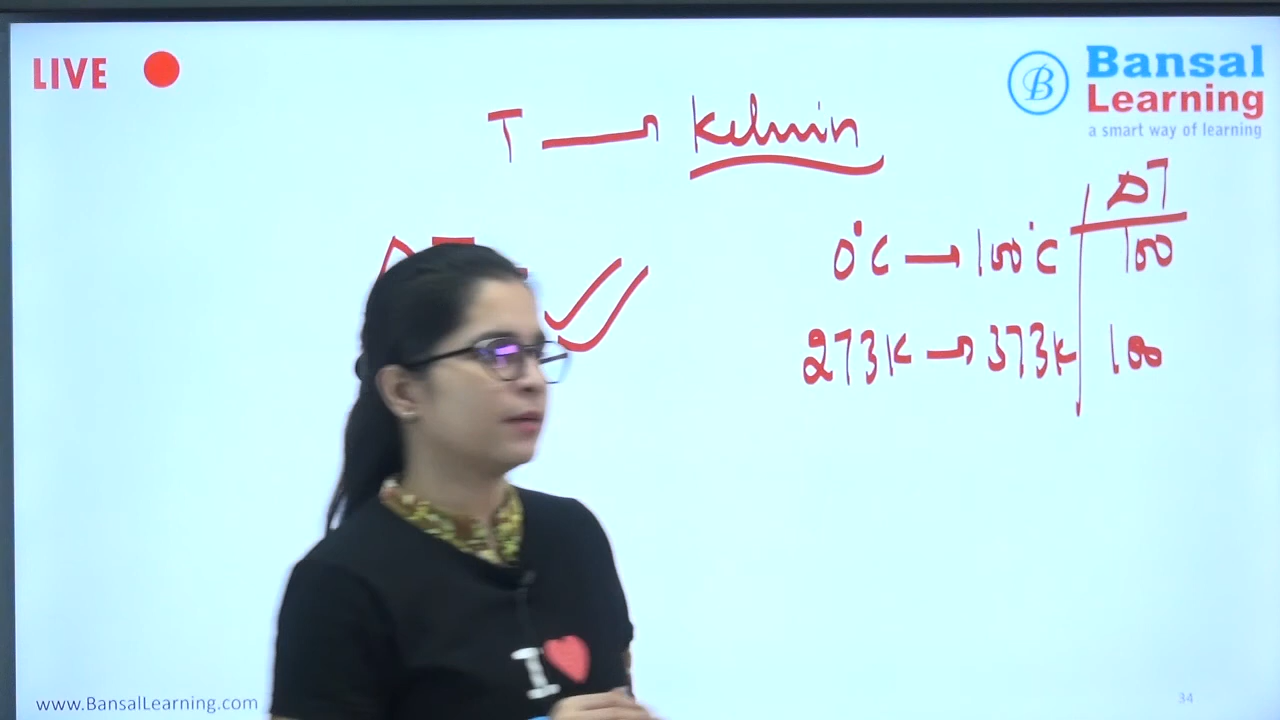 LIVE
Bansal
Learning
a smart way of learning
T → Kelvin
ΔT
0°C → 100°C | 100
273K → 373K | 100
I ❤
www.BansalLearning.com
34